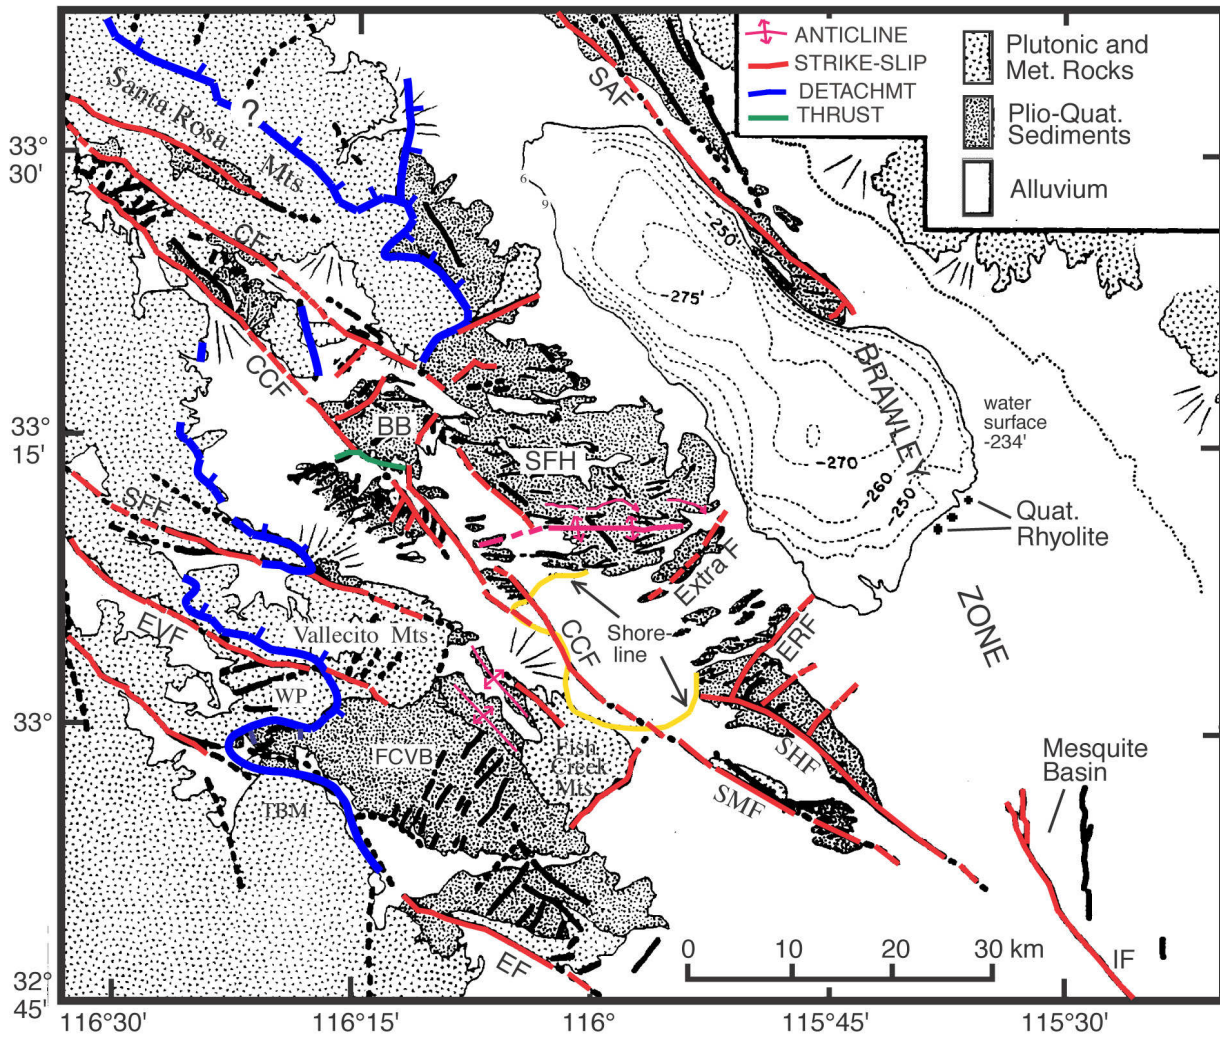 ANTICLINE
STRIKE-SLIP
DETACHMT
THRUST
Plutonic and
Met. Rocks
Plio-Quat.
Sediments
Alluvium
SAF
Santa Rosa
Mts
?
33°
30'
6
9
CF
-250
-275'
BRAWLEY
ZONE
CCF
BB
SFH
water
surface
-234'
33°
15'
-270
-260
-250
Quat.
Rhyolite
SFF
Extra F
EVF
Vallecito Mts
CCF
Shore-
line
ERF
WP
33°
FCVB
Fish
Creek
Mts.
SHF
SMF
Mesquite
Basin
TBM
EF
IF
0 10 20 30 km
32°
45'
116°30' 116°15' 116° 115°45' 115°30'